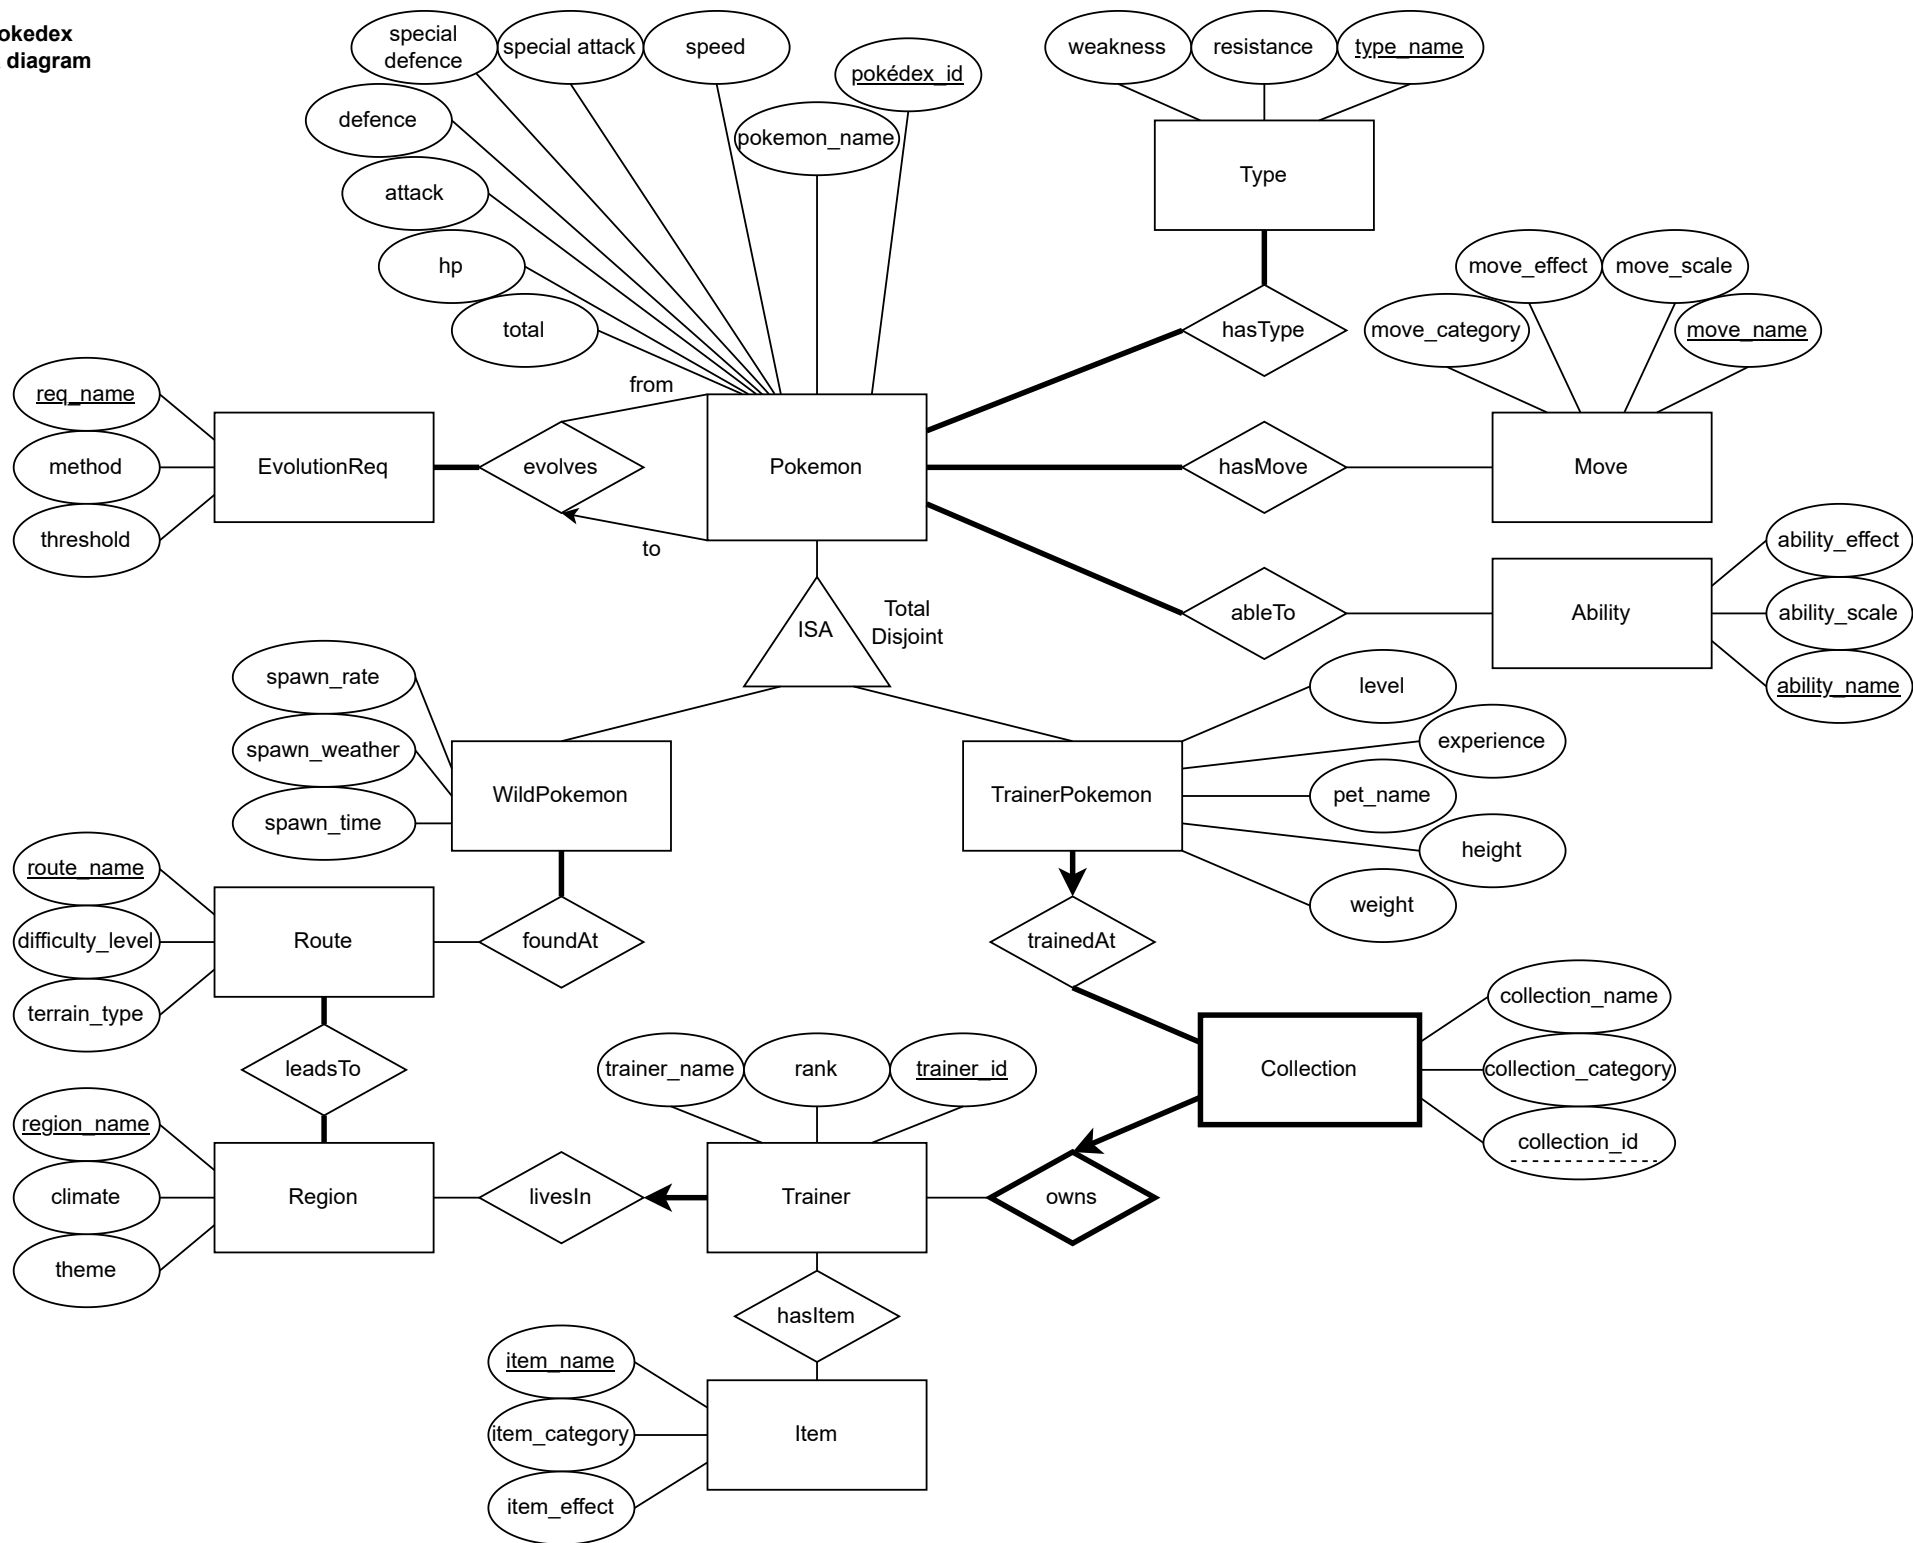 okedex
diagram
special
defence
special attack
speed
pokédex_id
weakness
resistance
type_name
defence
pokemon_name
attack
Type
hp
move_effect
move_scale
total
hasType
move_category
move_name
from
req_name
method
threshold
EvolutionReq
evolves
Pokemon
hasMove
Move
to
ability_effect
ability_scale
ability_name
ISA
Total
Disjoint
ableTo
Ability
spawn_rate
spawn_weather
spawn_time
WildPokemon
TrainerPokemon
level
experience
pet_name
height
weight
route_name
difficulty_level
terrain_type
Route
foundAt
trainedAt
collection_name
collection_category
collection_id
Collection
leadsTo
trainer_name
rank
trainer_id
region_name
climate
theme
Region
livesIn
Trainer
owns
hasItem
item_name
item_category
item_effect
Item